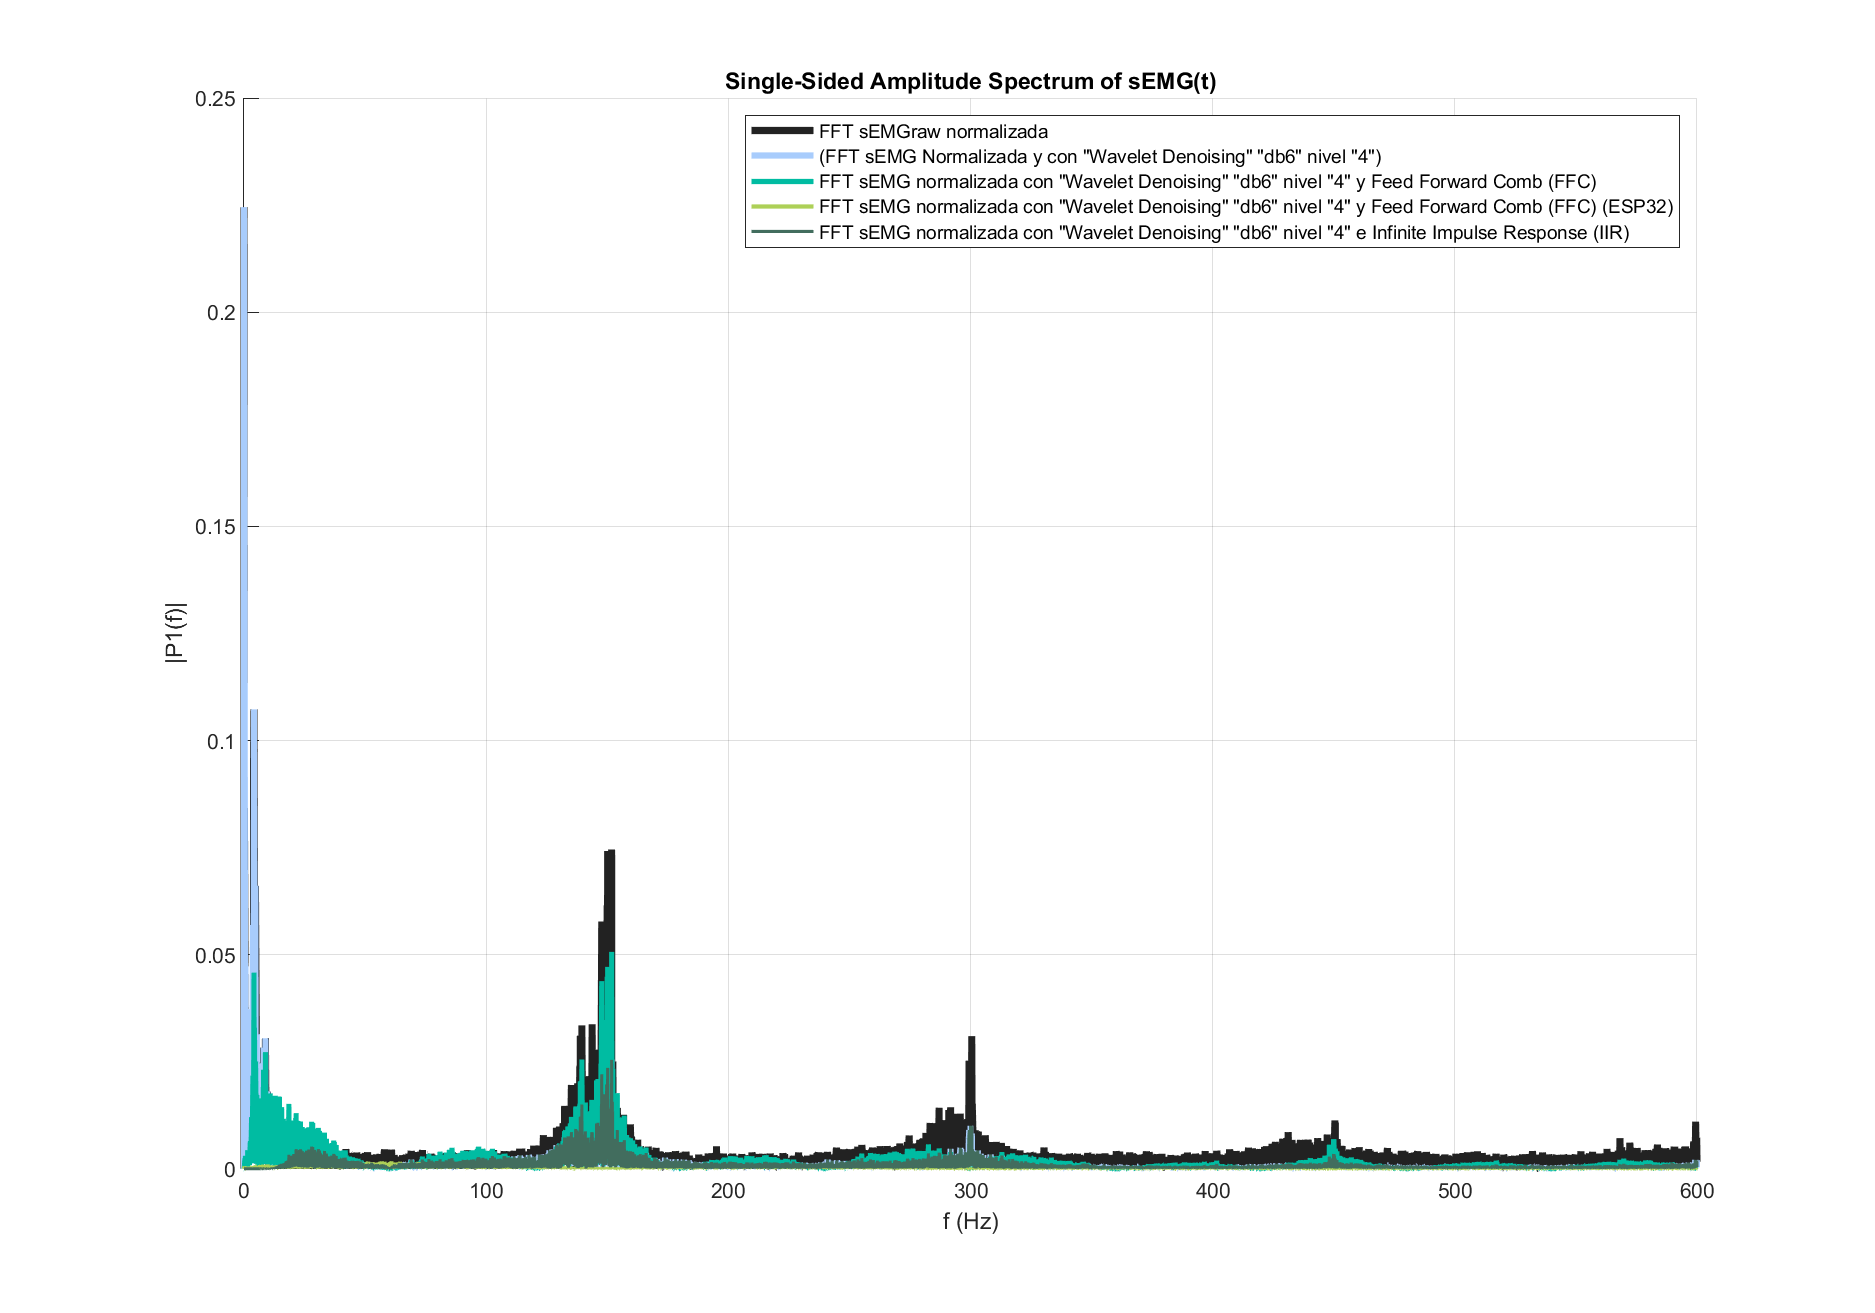 Single-Sided Amplitude Spectrum of sEMG(t)
0.25
0.2
0.15
0.1
0.05
0
|P1(f)|
FFT sEMGraw normalizada
(FFT sEMG Normalizada y con "Wavelet Denoising" "db6" nivel "4")
FFT sEMG normalizada con "Wavelet Denoising" "db6" nivel "4" y Feed Forward Comb (FFC)
FFT sEMG normalizada con "Wavelet Denoising" "db6" nivel "4" y Feed Forward Comb (FFC) (ESP32)
FFT sEMG normalizada con "Wavelet Denoising" "db6" nivel "4" e Infinite Impulse Response (IIR)
0 100 200 300 400 500 600
f (Hz)